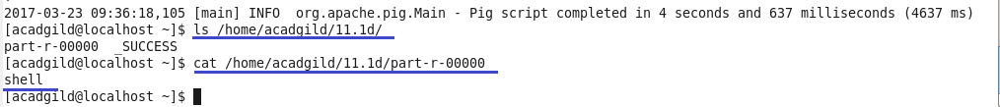 2017-03-23 09:36:18,105 [main] INFO  org.apache.pig.Main - Pig script completed in 4 seconds and 637 milliseconds (4637 ms)
[acadgild@localhost ~]$ ls /home/acadgild/11.1d/
part-r-00000  _SUCCESS
[acadgild@localhost ~]$ cat /home/acadgild/11.1d/part-r-00000
shell
[acadgild@localhost ~]$